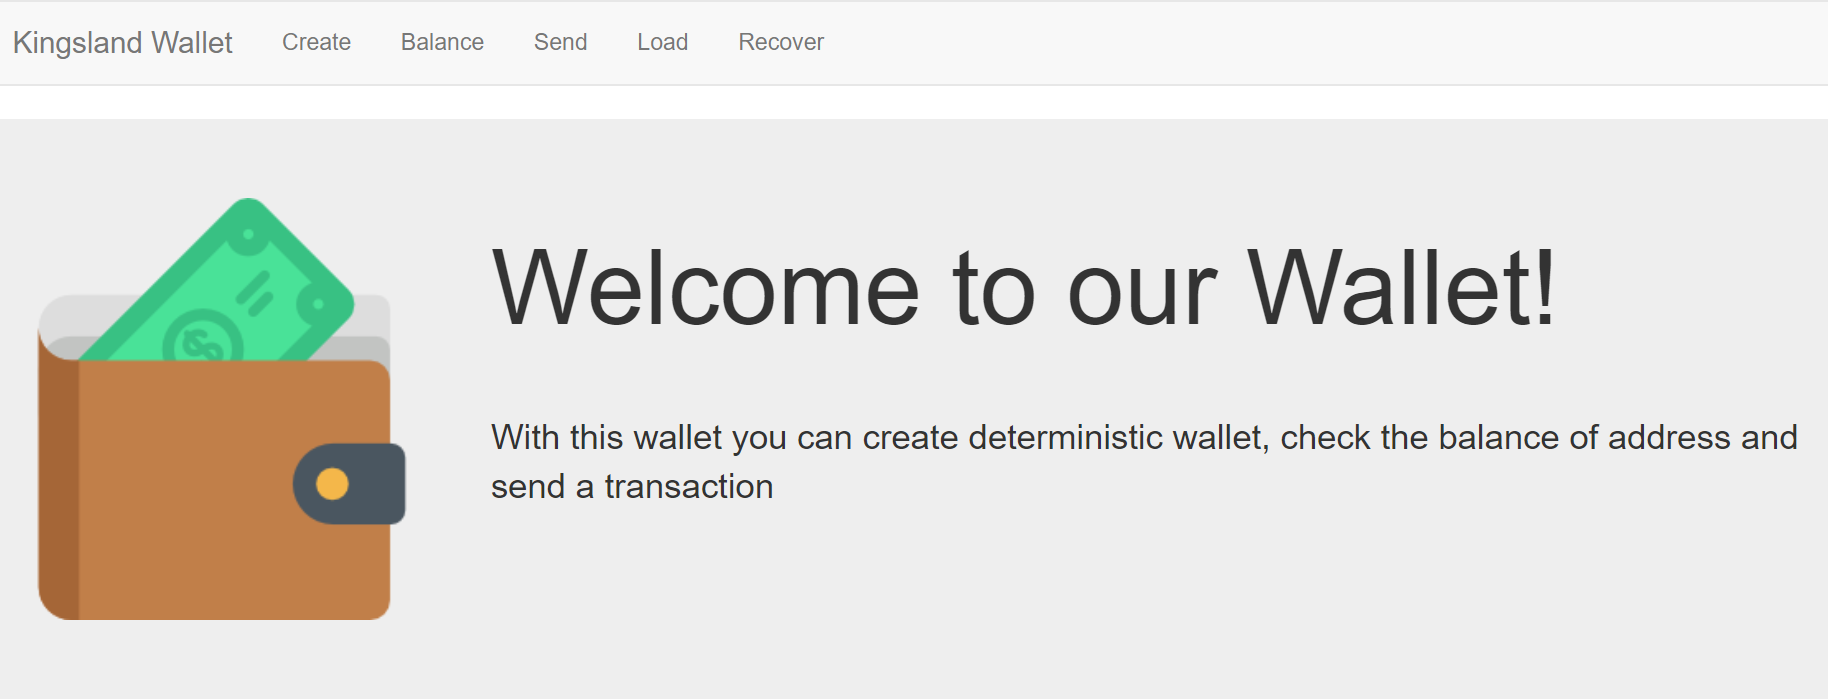 Kingsland Wallet Create Balance Send Load Recover
$
Welcome to our Wallet!
With this wallet you can create deterministic wallet, check the balance of address and
send a transaction